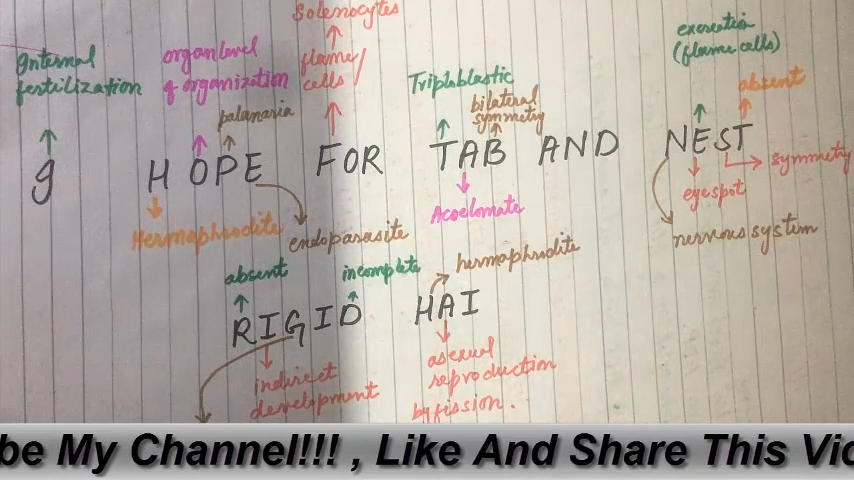 Solenocytes
excretion
(flame cells)
Internal
fertilization
organ level
of organization
flame/
cells/
Triploblastic
absent
palanaria
bilateral
symmetry
g HOPE FOR TAB AND NEST
symmetry
eyespot
Acoelomate
Hermaphrodite
endoparasite
nervous system
absent
incomplete
hermaphrodite
RIGID HAI
asexual
reproduction
by fission.
indirect
development
be My Channel!!! , Like And Share This Vid